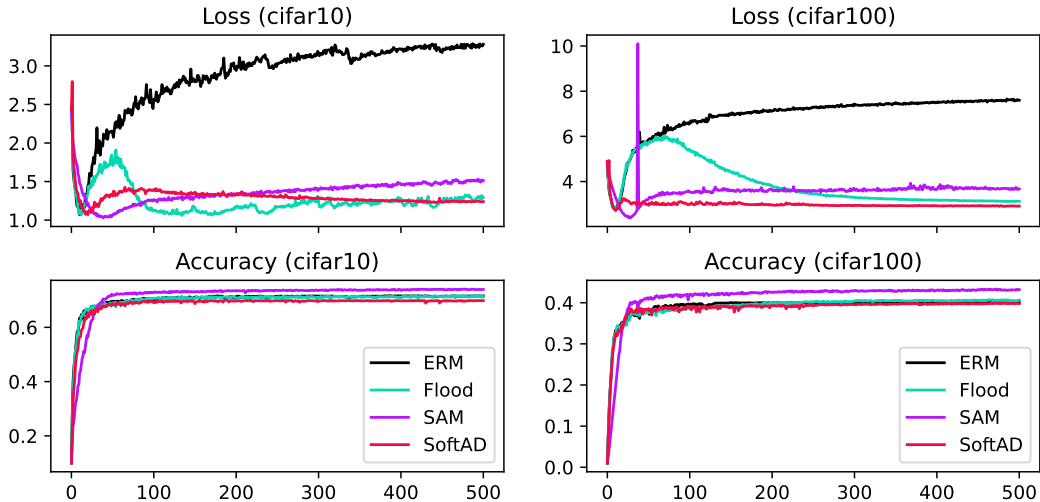 Loss (cifar10)
3.0
2.5
2.0
1.5
1.0
Loss (cifar100)
10
8
6
4
Accuracy (cifar10)
0.6
0.4
0.2
0 100 200 300 400 500
ERM
Flood
SAM
SoftAD
Accuracy (cifar100)
0.4
0.3
0.2
0.1
0.0
0 100 200 300 400 500
ERM
Flood
SAM
SoftAD